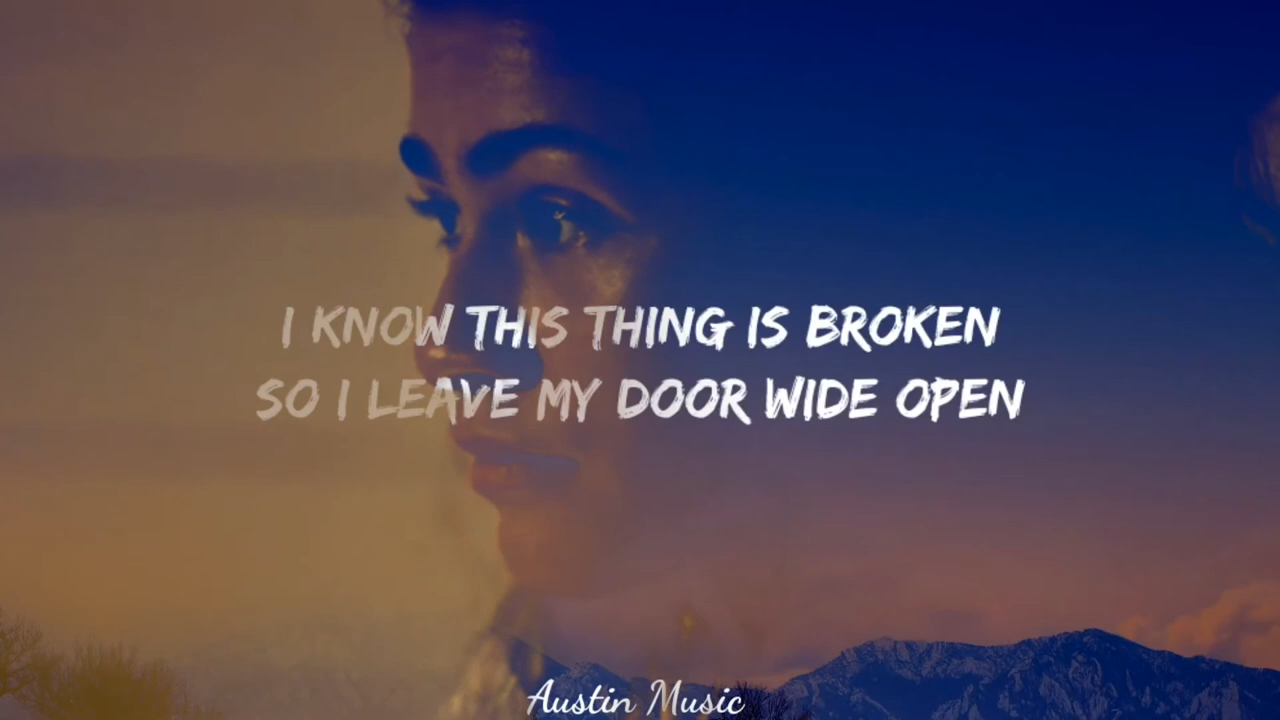 I KNOW THIS THING IS BROKEN
SO I LEAVE MY DOOR WIDE OPEN
Austin Music